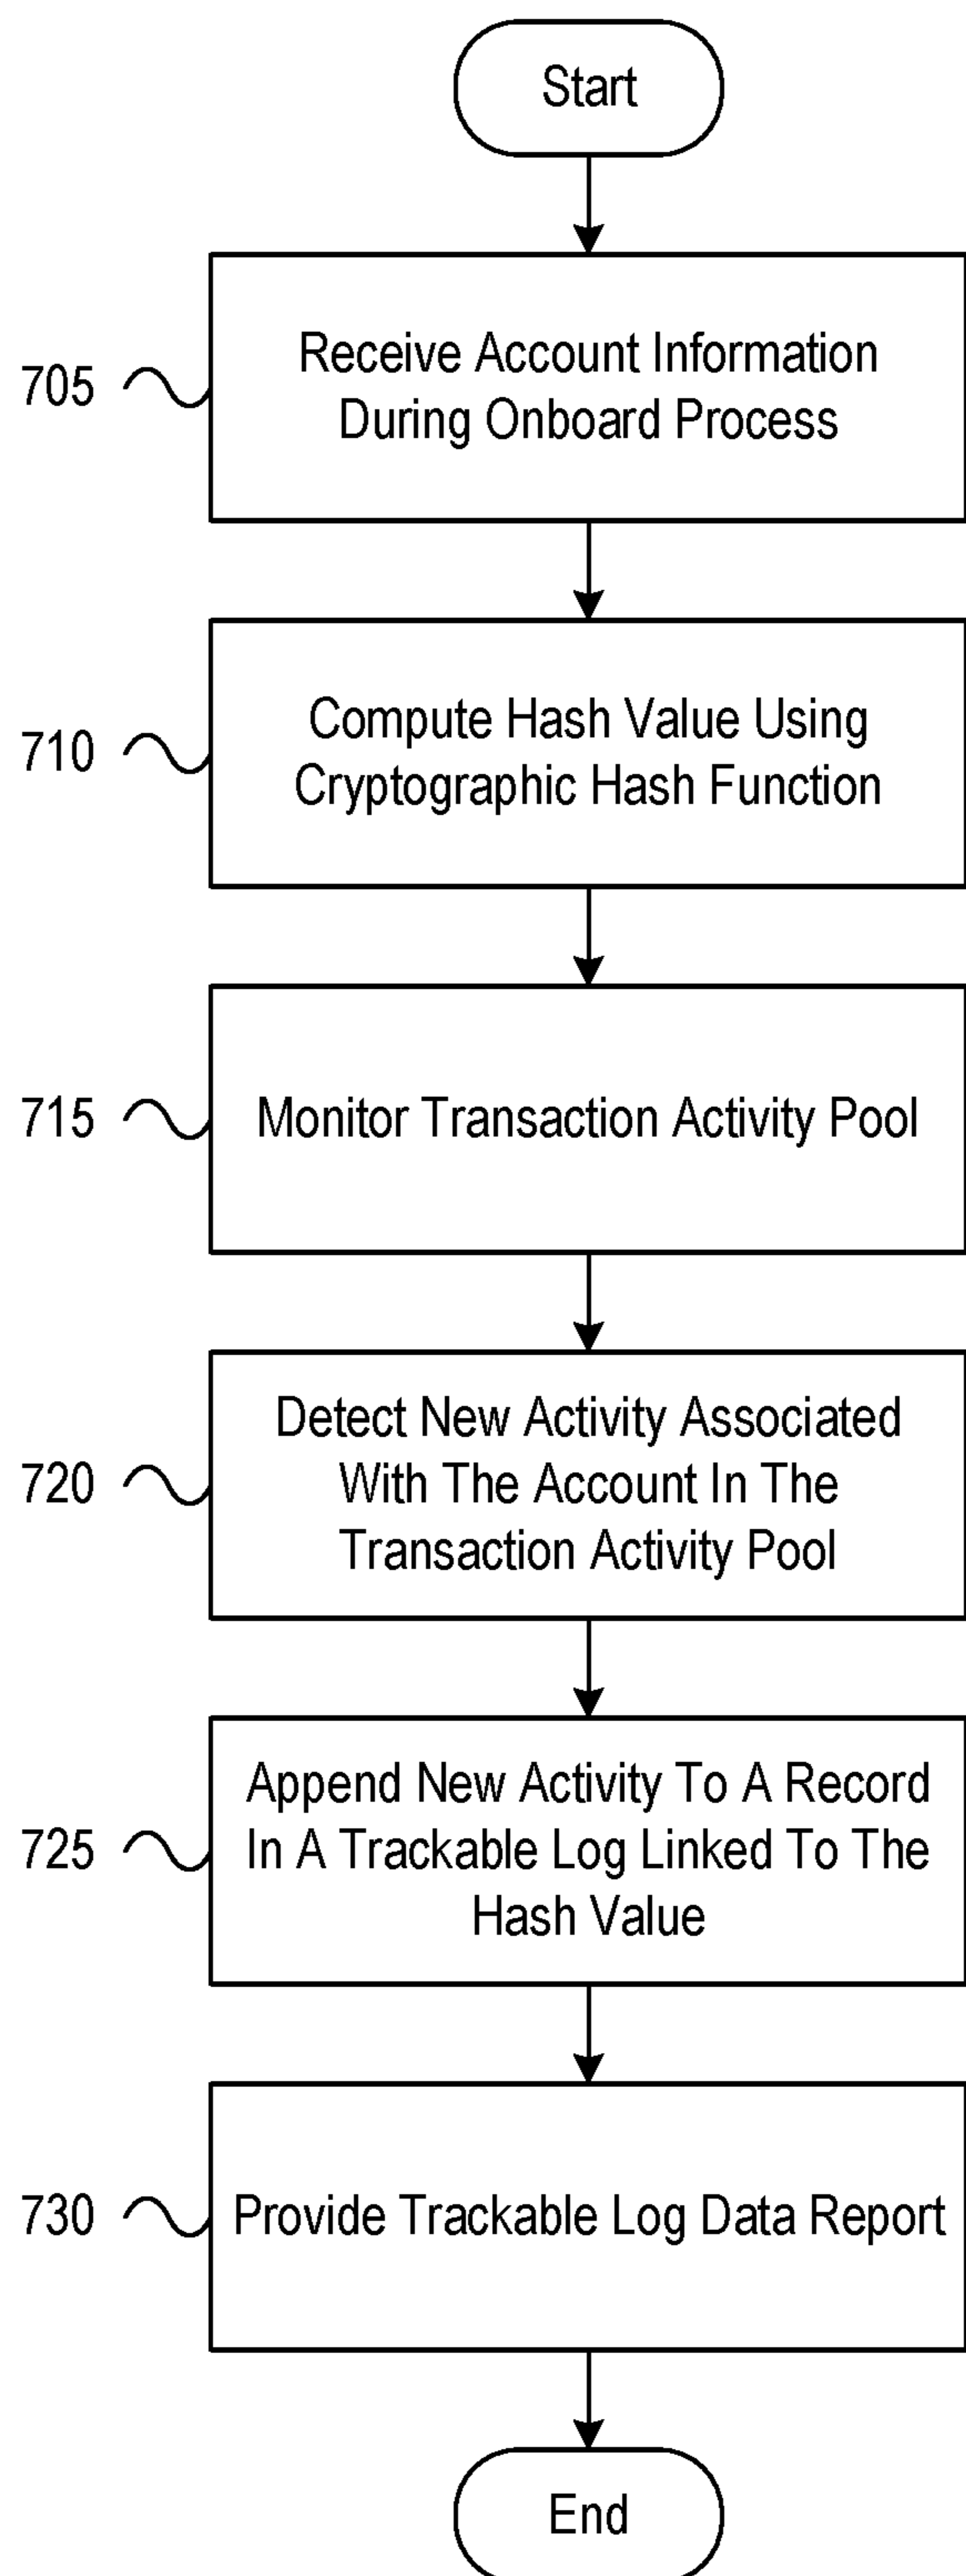 Start
705
Receive Account Information
During Onboard Process
710
Compute Hash Value Using
Cryptographic Hash Function
715
Monitor Transaction Activity Pool
720
Detect New Activity Associated
With The Account In The
Transaction Activity Pool
725
Append New Activity To A Record
In A Trackable Log Linked To The
Hash Value
730
Provide Trackable Log Data Report
End